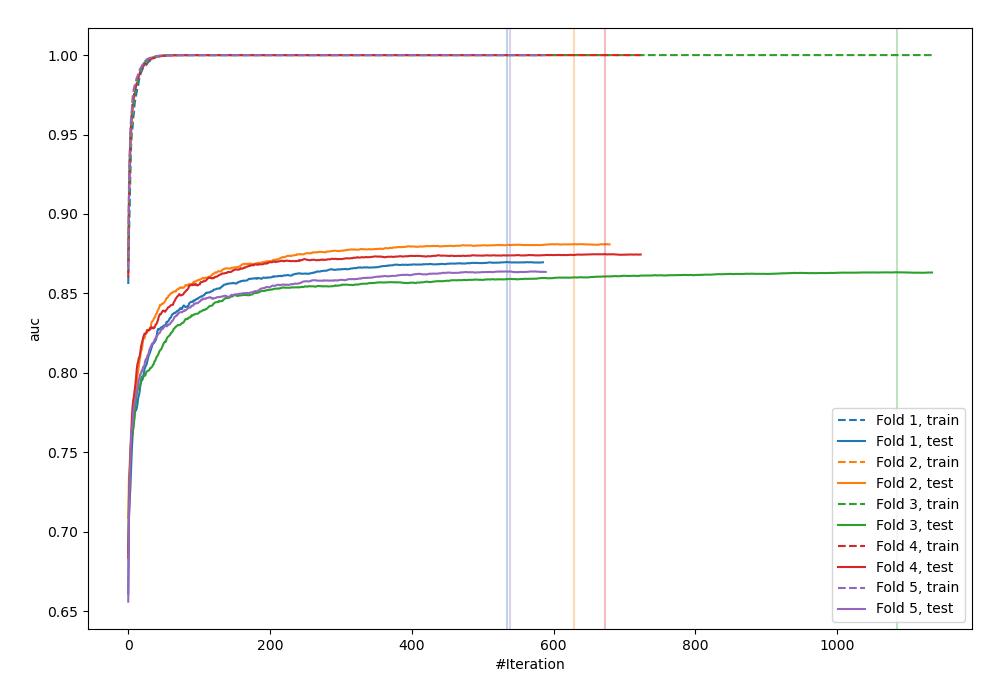 1.00
0.95
0.90
0.85
0.80
0.75
0.70
0.65
auc
0
200
400
600
800
1000
#Iteration
Fold 1, train
Fold 1, test
Fold 2, train
Fold 2, test
Fold 3, train
Fold 3, test
Fold 4, train
Fold 4, test
Fold 5, train
Fold 5, test